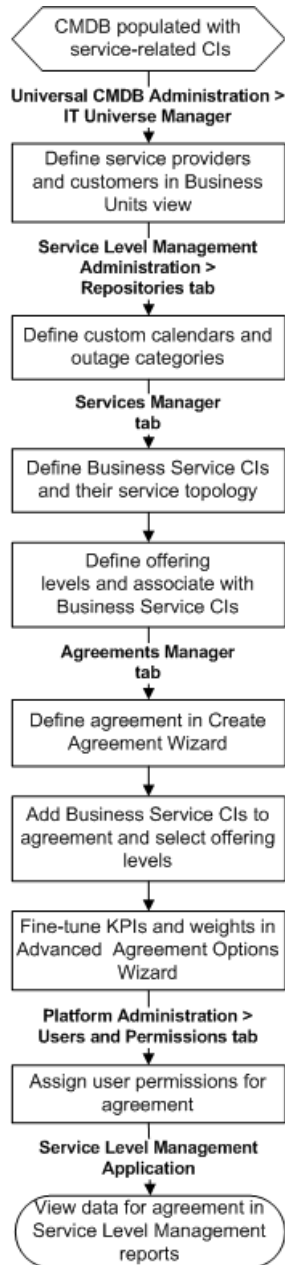 CMDB populated with
service-related CIs
Universal CMDB Administration >
IT Universe Manager
Define service providers
and customers in Business
Units view
Service Level Management
Administration >
Repositories tab
Define custom calendars and
outage categories
Services Manager
tab
Define Business Service CIs
and their service topology
Define offering
levels and associate with
Business Service CIs
Agreements Manager
tab
Define agreement in Create
Agreement Wizard
Add Business Service CIs to
agreement and select offering
levels
Fine-tune KPIs and weights in
Advanced Agreement Options
Wizard
Platform Administration >
Users and Permissions tab
Assign user permissions for
agreement
Service Level Management
Application
View data for agreement in
Service Level Management
reports